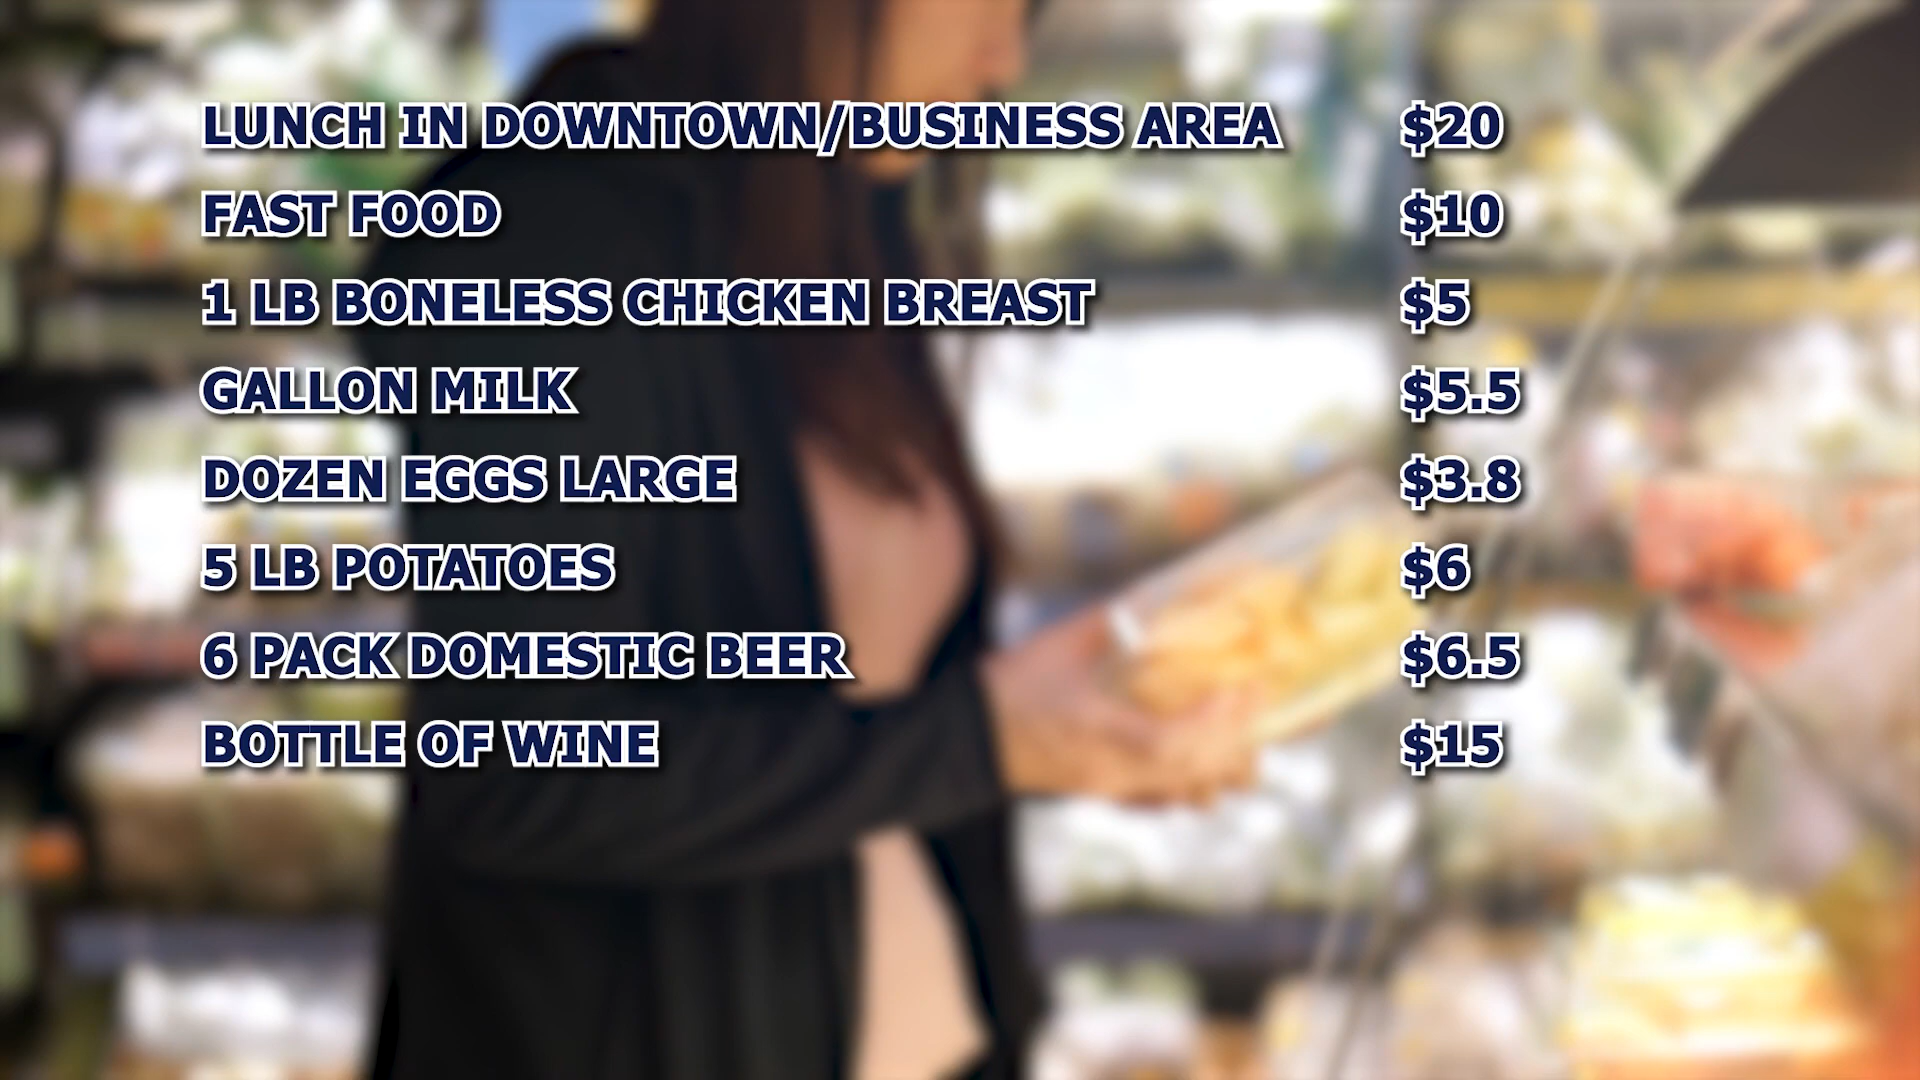 LUNCH IN DOWNTOWN/BUSINESS AREA $20
FAST FOOD $10
1 LB BONELESS CHICKEN BREAST $5
GALLON MILK $5.5
DOZEN EGGS LARGE $3.8
5 LB POTATOES $6
6 PACK DOMESTIC BEER $6.5
BOTTLE OF WINE $15